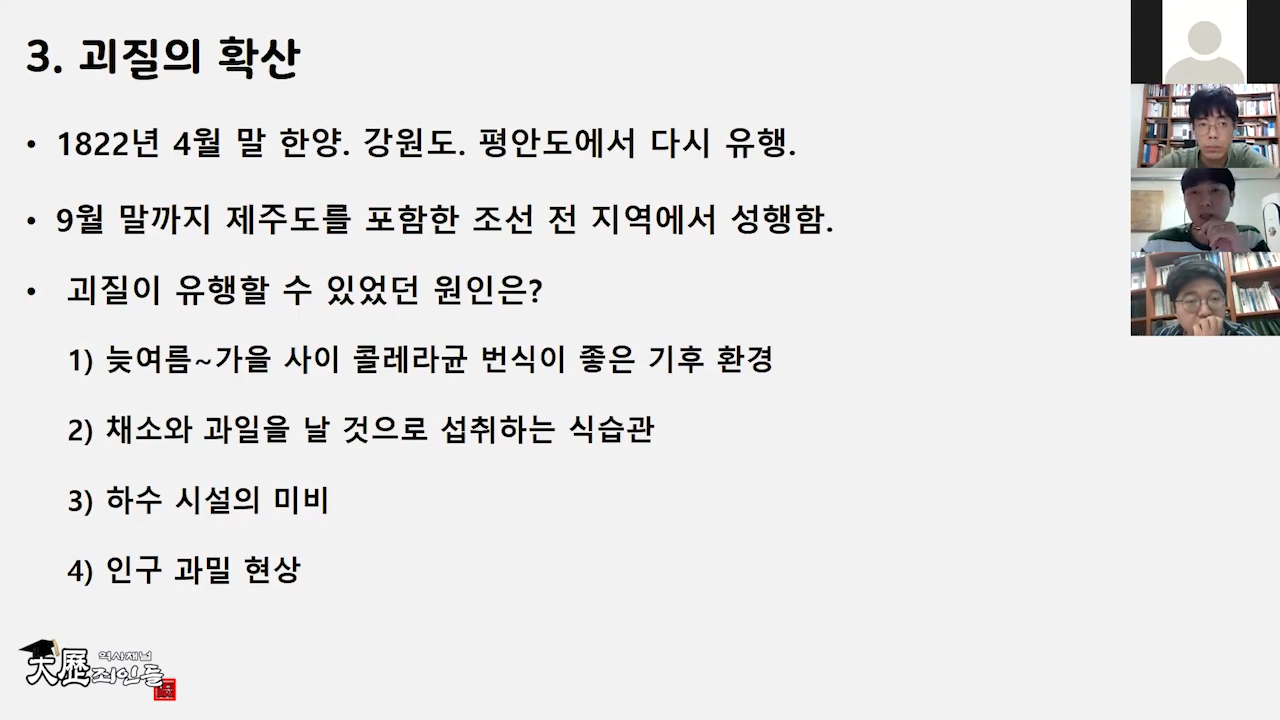 3. 괴질의 확산
• 1822년 4월 말 한양. 강원도. 평안도에서 다시 유행.
• 9월 말까지 제주도를 포함한 조선 전 지역에서 성행함.
• 괴질이 유행할 수 있었던 원인은?
1) 늦여름~가을 사이 콜레라균 번식이 좋은 기후 환경
2) 채소와 과일을 날 것으로 섭취하는 식습관
3) 하수 시설의 미비
4) 인구 과밀 현상
역사채널
大歷죄인들